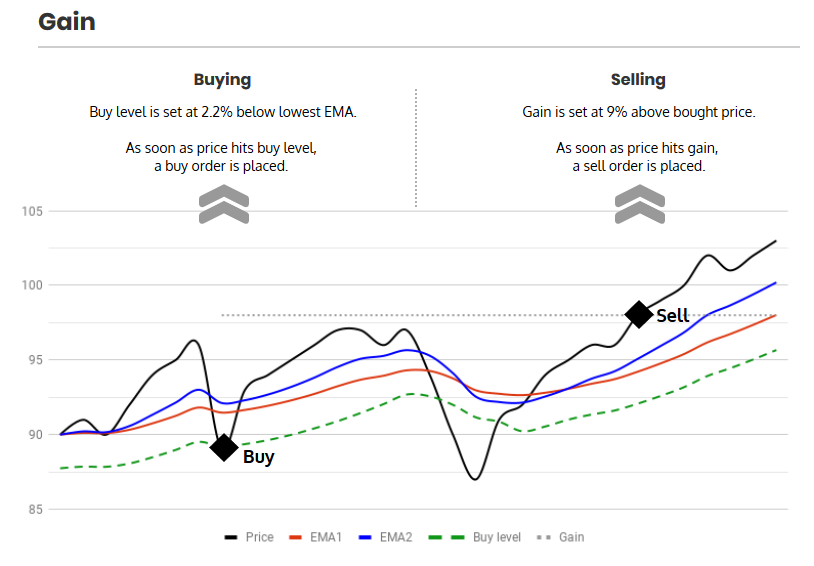 Gain
Buying
Buy level is set at 2.2% below lowest EMA.
As soon as price hits buy level,
a buy order is placed.
Selling
Gain is set at 9% above bought price.
As soon as price hits gain,
a sell order is placed.
105
100
95
90
85
Sell
Buy
Price
EMA1
EMA2
Buy level
Gain